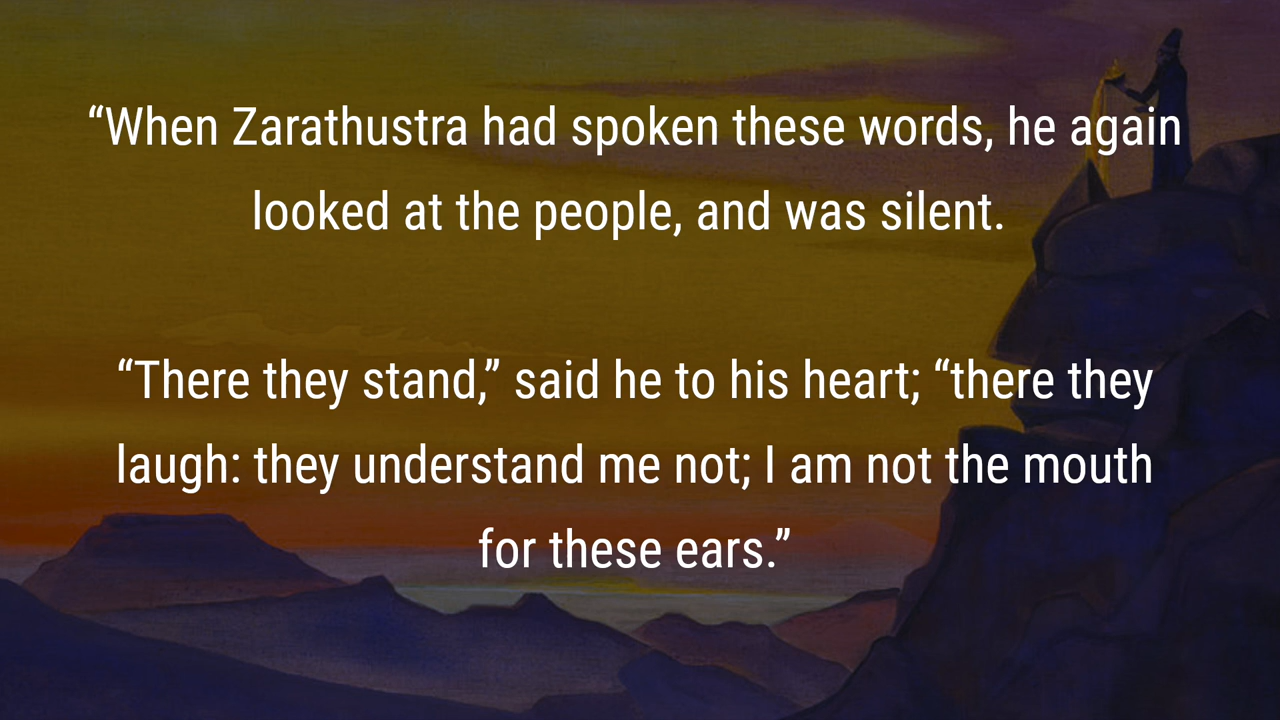 “When Zarathustra had spoken these words, he again
looked at the people, and was silent.
“There they stand,” said he to his heart; “there they
laugh: they understand me not; I am not the mouth
for these ears.”